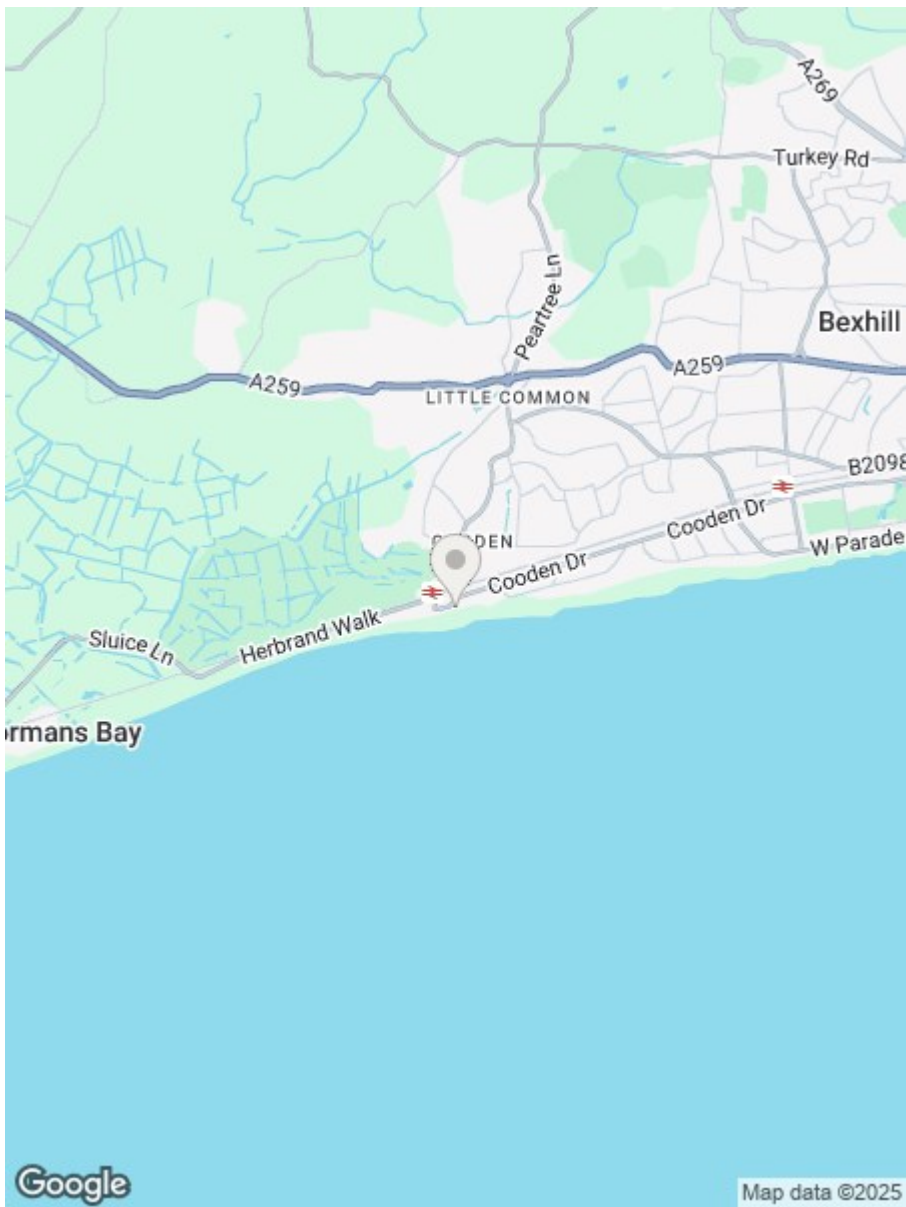 A269
Turkey Rd
Peartree Ln
Bexhill
A259
A259
LITTLE COMMON
B2098
Cooden Dr
W Parade
Cooden Dr
Herbrand Walk
Sluice Ln
Bay
Google
Map data ©2025